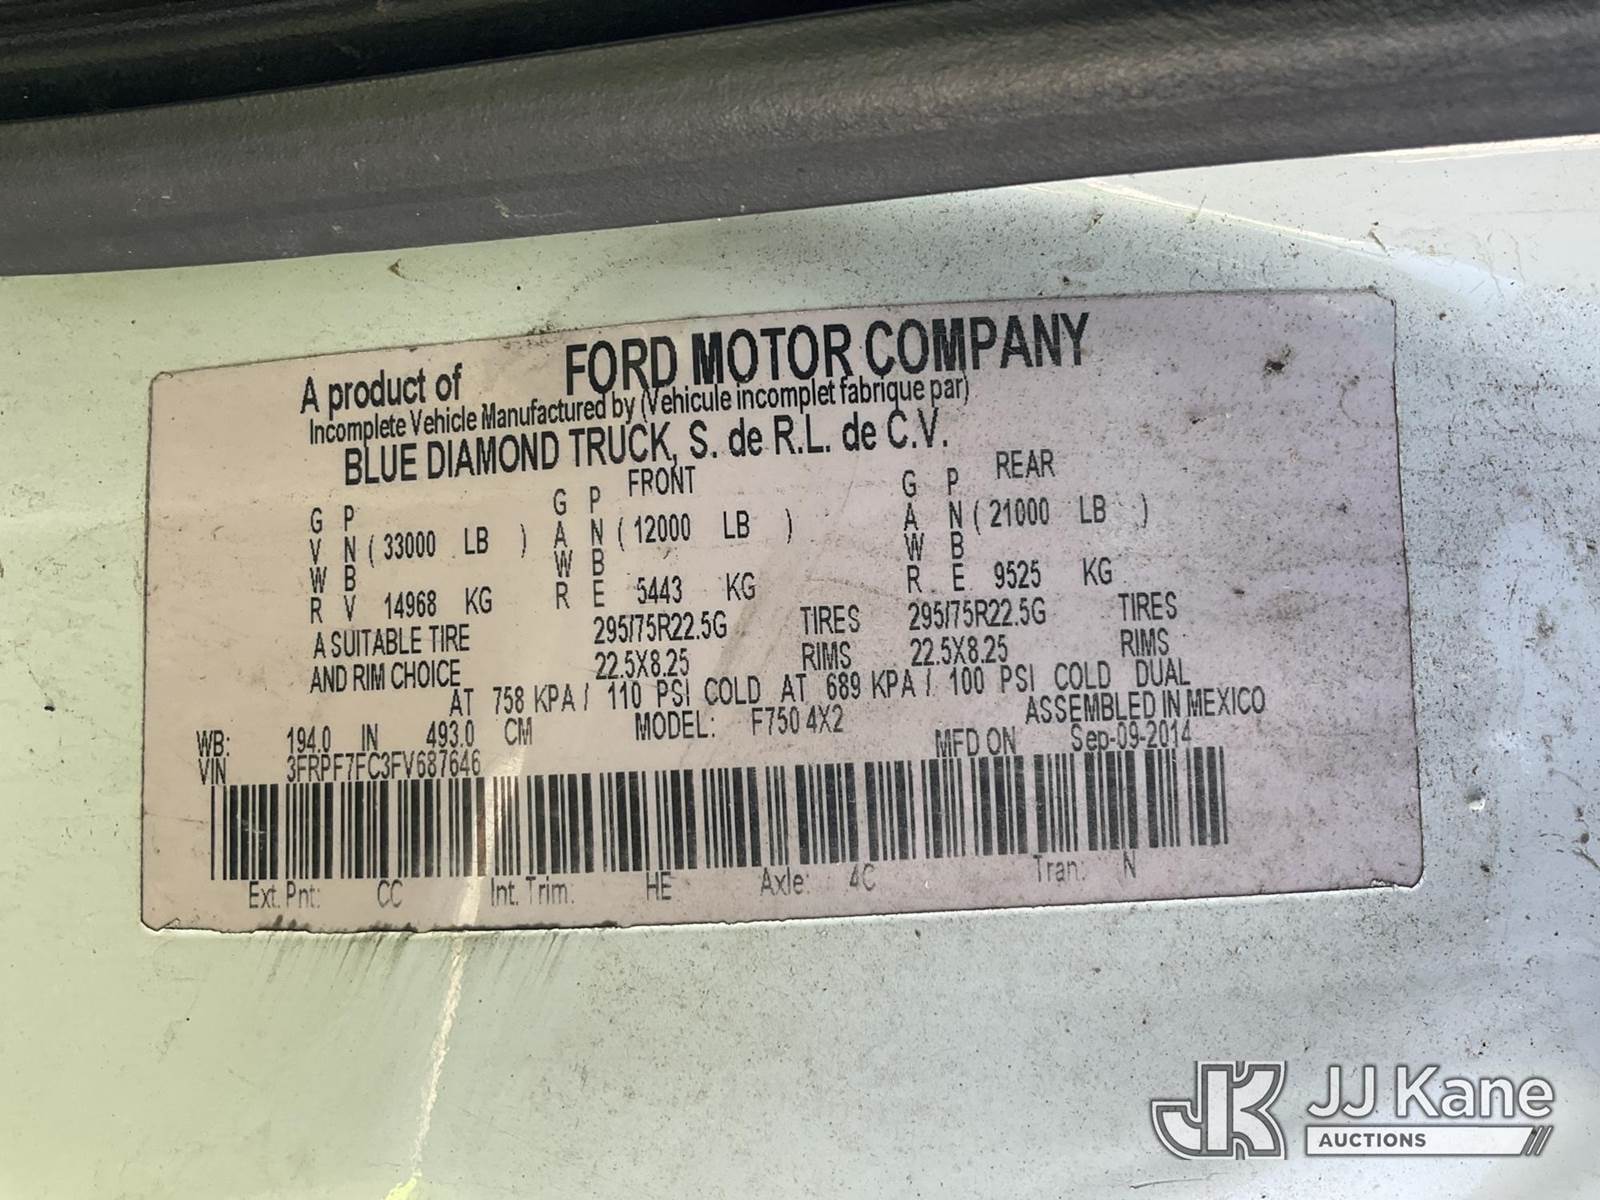 A product of FORD MOTOR COMPANY
Incomplete Vehicle Manufactured by (Vehicule incomplet fabrique par)
BLUE DIAMOND TRUCK, S. de R.L. de C.V.
FRONT REAR
G P G P G P
V N ( 33000 LB ) A N ( 12000 LB ) A N ( 21000 LB )
W B W B W B
R V 14968 KG R E 5443 KG R E 9525 KG
A SUITABLE TIRE 295/75R22.5G TIRES 295/75R22.5G TIRES
AND RIM CHOICE 22.5X8.25 RIMS 22.5X8.25 RIMS
AT 758 KPA / 110 PSI COLD AT 689 KPA / 100 PSI COLD DUAL
WB: 194.0 IN 493.0 CM MODEL: F750 4X2 ASSEMBLED IN MEXICO
VIN 3FRPF7FC3FV687646 MFD ON Sep-09-2014
Ext. Pnt: CC Int. Trim: HE Axle: 4C Tran: N
JK JJ Kane
AUCTIONS